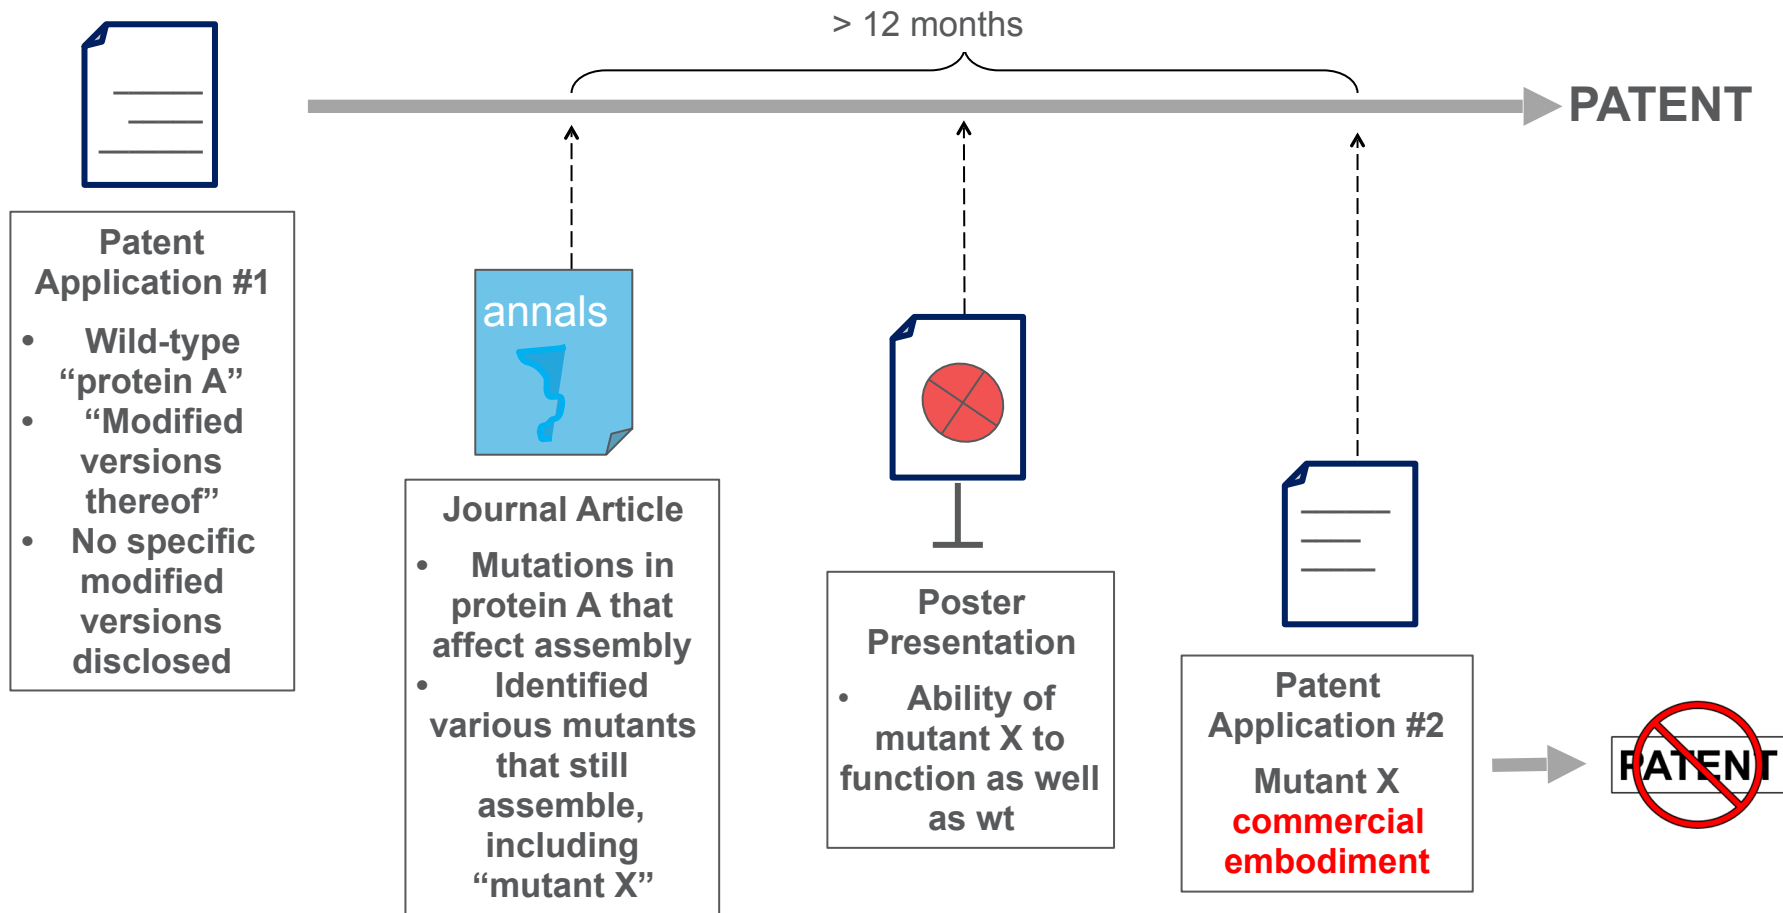 > 12 months
PATENT
Patent
Application #1
• Wild-type
“protein A”
• “Modified
versions
thereof”
• No specific
modified
versions
disclosed
annals
Journal Article
• Mutations in
protein A that
affect assembly
• Identified
various mutants
that still
assemble,
including
“mutant X”
Poster
Presentation
• Ability of
mutant X to
function as well
as wt
Patent
Application #2
Mutant X
commercial
embodiment
PATENT